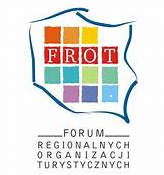 FROT
FORUM
REGIONALNYCH
ORGANIZACJI
TURYSTYCZNYCH